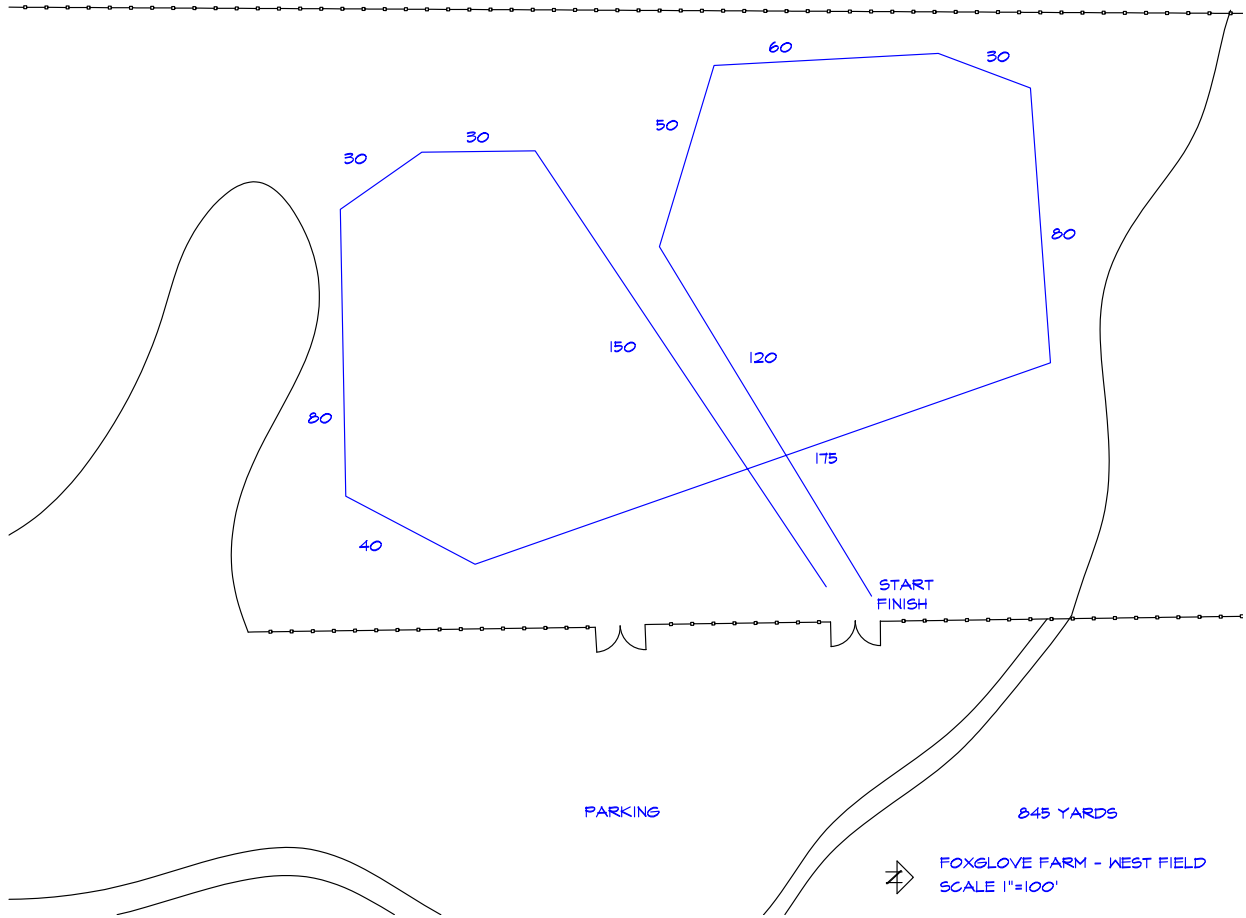 60
30
50
30
30
80
150
120
80
175
40
START
FINISH
PARKING
845 YARDS
N
FOXGLOVE FARM - WEST FIELD
SCALE 1"=100'